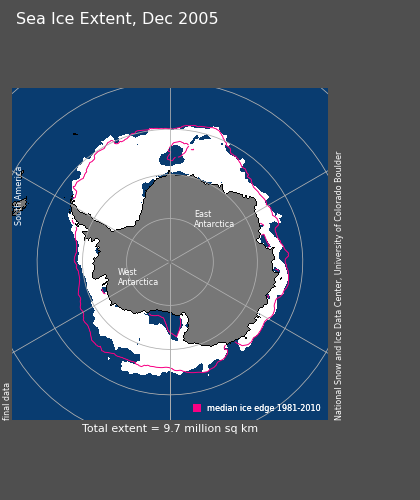 Sea Ice Extent, Dec 2005
South America
East
Antarctica
West
Antarctica
National Snow and Ice Data Center, University of Colorado Boulder
final data
median ice edge 1981-2010
Total extent = 9.7 million sq km